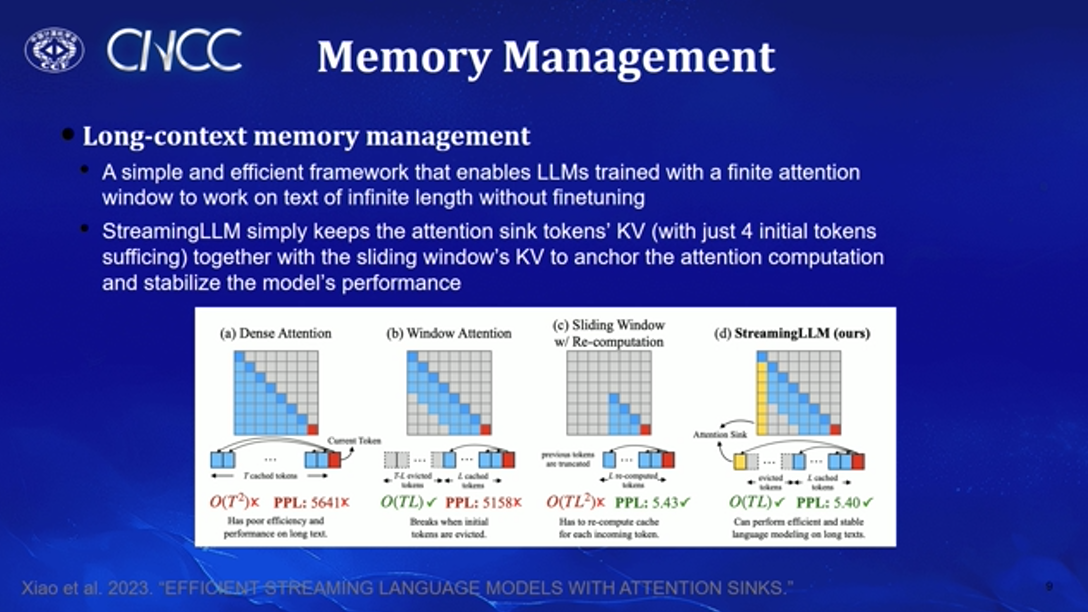 CCF
CNCC
Memory Management
Long-context memory management
A simple and efficient framework that enables LLMs trained with a finite attention
window to work on text of infinite length without finetuning
StreamingLLM simply keeps the attention sink tokens’ KV (with just 4 initial tokens
sufficing) together with the sliding window’s KV to anchor the attention computation
and stabilize the model’s performance
(a) Dense Attention
(b) Window Attention
(c) Sliding Window
w/ Re-computation
(d) StreamingLLM (ours)
Current Token
Attention Sink
previous tokens
are truncated
T cached tokens
T-L evicted
tokens
L cached
tokens
L re-computed
tokens
evicted
tokens
L cached
tokens
O(T²)✗ PPL: 5641✗
O(TL)✓ PPL: 5158✗
O(TL²)✗ PPL: 5.43✓
O(TL)✓ PPL: 5.40✓
Has poor efficiency and
performance on long text.
Breaks when initial
tokens are evicted.
Has to re-compute cache
for each incoming token.
Can perform efficient and stable
language modeling on long texts.
Xiao et al. 2023. “EFFICIENT STREAMING LANGUAGE MODELS WITH ATTENTION SINKS.”
9